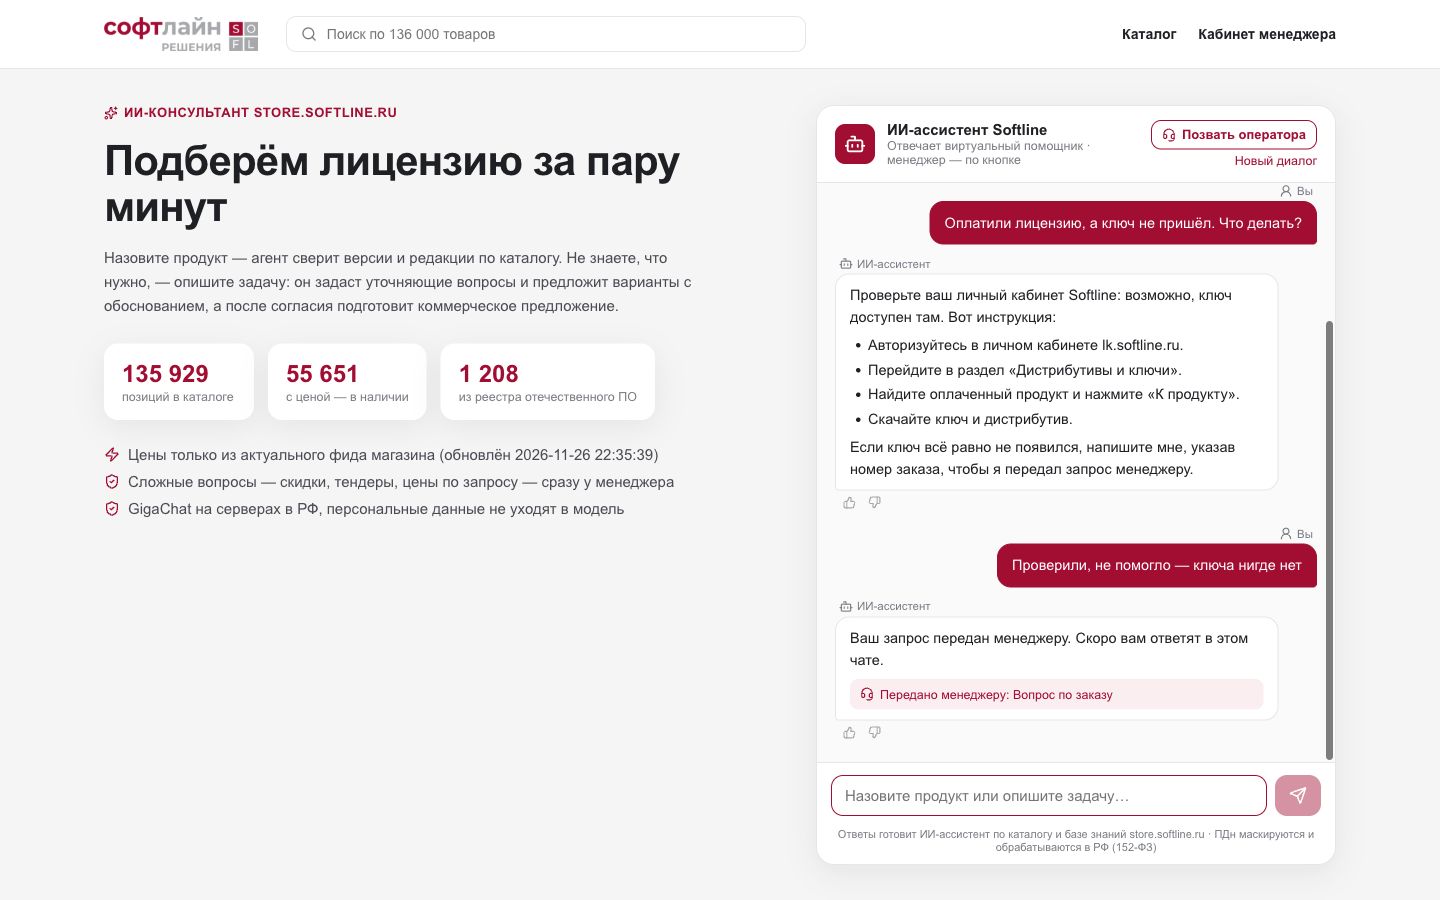 софтлайн
РЕШЕНИЯ
S O
F L
Поиск по 136 000 товаров
Каталог
Кабинет менеджера
ИИ-КОНСУЛЬТАНТ STORE.SOFTLINE.RU
Подберём лицензию за пару
минут
Назовите продукт — агент сверит версии и редакции по каталогу. Не знаете, что
нужно, — опишите задачу: он задаст уточняющие вопросы и предложит варианты с
обоснованием, а после согласия подготовит коммерческое предложение.
135 929
позиций в каталоге
55 651
с ценой — в наличии
1 208
из реестра отечественного ПО
Цены только из актуального фида магазина (обновлён 2026-11-26 22:35:39)
Сложные вопросы — скидки, тендеры, цены по запросу — сразу у менеджера
GigaChat на серверах в РФ, персональные данные не уходят в модель
ИИ-ассистент Softline
Отвечает виртуальный помощник ·
менеджер — по кнопке
Позвать оператора
Новый диалог
Вы
Оплатили лицензию, а ключ не пришёл. Что делать?
ИИ-ассистент
Проверьте ваш личный кабинет Softline: возможно, ключ
доступен там. Вот инструкция:
• Авторизуйтесь в личном кабинете lk.softline.ru.
• Перейдите в раздел «Дистрибутивы и ключи».
• Найдите оплаченный продукт и нажмите «К продукту».
• Скачайте ключ и дистрибутив.
Если ключ всё равно не появился, напишите мне, указав
номер заказа, чтобы я передал запрос менеджеру.
Вы
Проверили, не помогло — ключа нигде нет
ИИ-ассистент
Ваш запрос передан менеджеру. Скоро вам ответят в этом
чате.
Передано менеджеру: Вопрос по заказу
Назовите продукт или опишите задачу…
Ответы готовит ИИ-ассистент по каталогу и базе знаний store.softline.ru · ПДн маскируются и
обрабатываются в РФ (152-ФЗ)